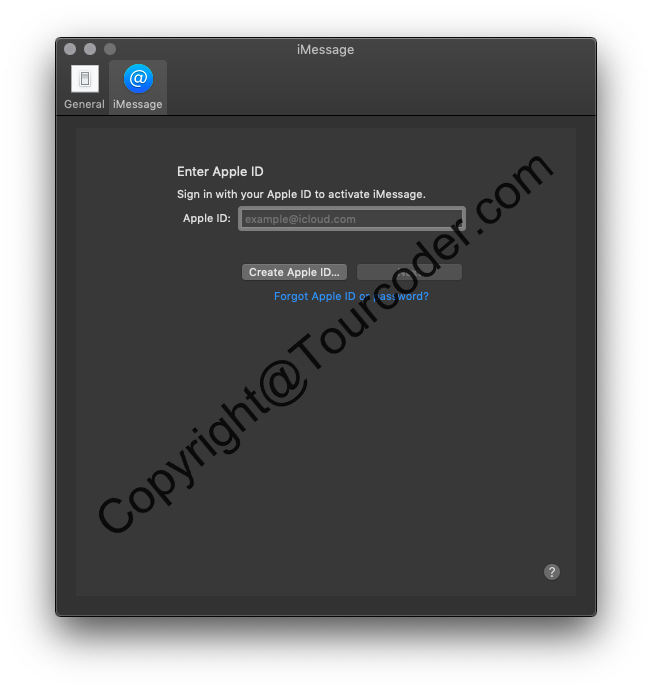 iMessage
General
iMessage
Enter Apple ID
Sign in with your Apple ID to activate iMessage.
Apple ID: example@icloud.com
Create Apple ID...
Forgot Apple ID or password?
Copyright@Tourcoder.com
?